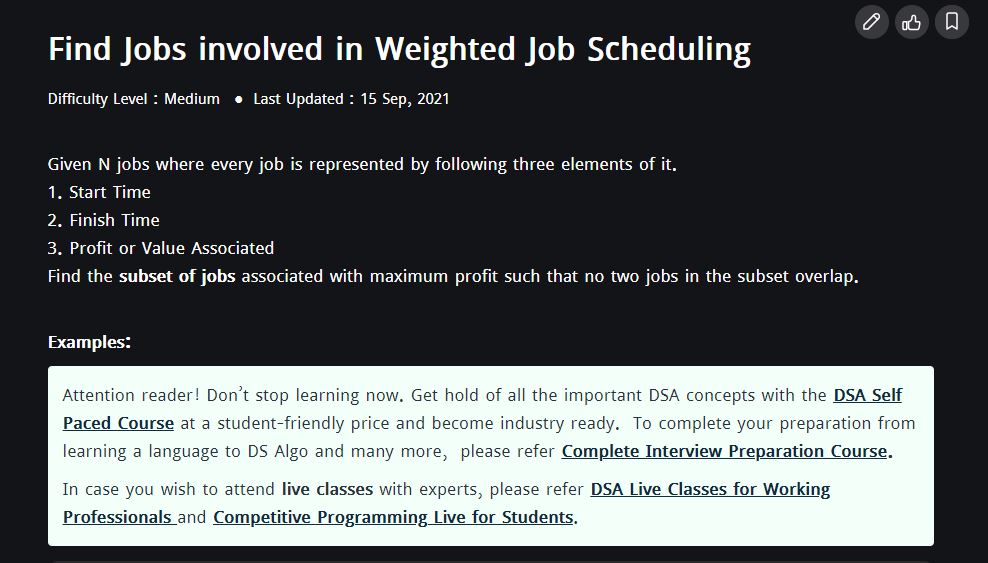 Find Jobs involved in Weighted Job Scheduling
Difficulty Level : Medium ● Last Updated : 15 Sep, 2021
Given N jobs where every job is represented by following three elements of it.
1. Start Time
2. Finish Time
3. Profit or Value Associated
Find the subset of jobs associated with maximum profit such that no two jobs in the subset overlap.
Examples:
Attention reader! Don’t stop learning now. Get hold of all the important DSA concepts with the DSA Self
Paced Course at a student-friendly price and become industry ready. To complete your preparation from
learning a language to DS Algo and many more, please refer Complete Interview Preparation Course.
In case you wish to attend live classes with experts, please refer DSA Live Classes for Working
Professionals and Competitive Programming Live for Students.